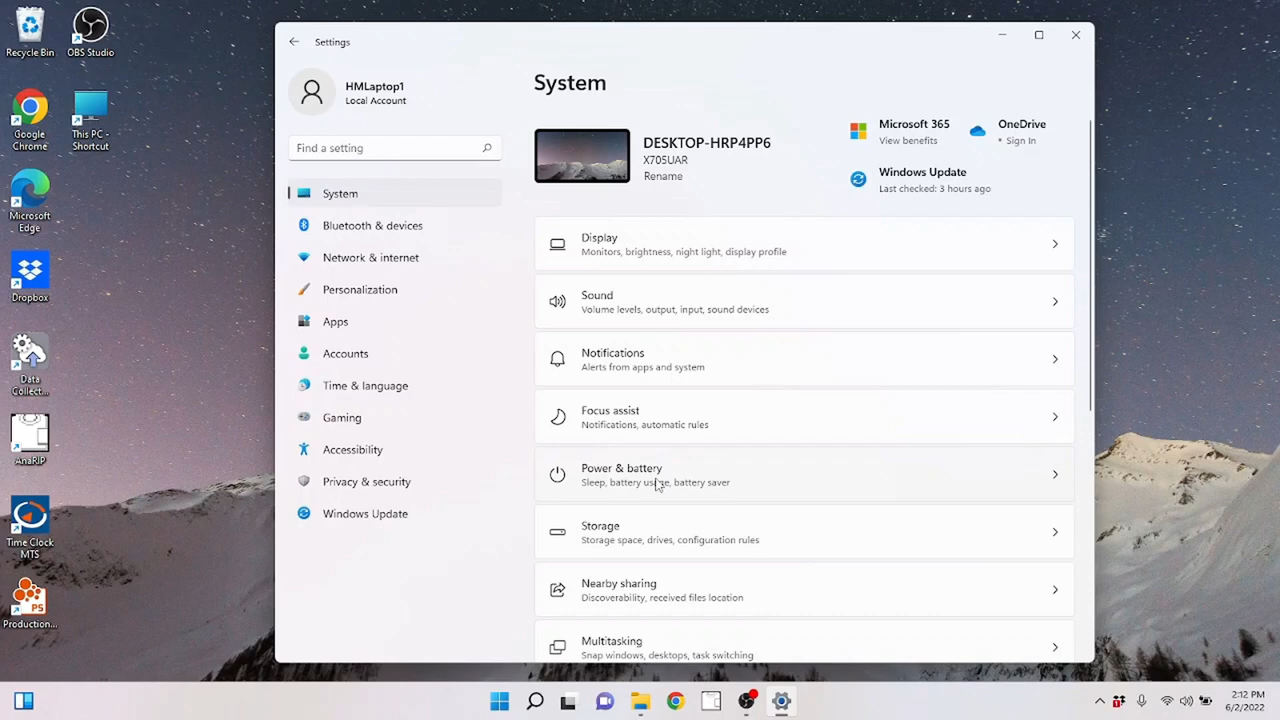 Recycle Bin
OBS Studio
Google
Chrome
This PC -
Shortcut
Microsoft
Edge
Dropbox
Data
Collect...
AnaRIP
Time Clock
MTS
Production...
PS
Settings
HMLaptop1
Local Account
Find a setting
System
Bluetooth & devices
Network & internet
Personalization
Apps
Accounts
Time & language
Gaming
Accessibility
Privacy & security
Windows Update
System
DESKTOP-HRP4PP6
X705UAR
Rename
Microsoft 365
View benefits
OneDrive
• Sign In
Windows Update
Last checked: 3 hours ago
Display
Monitors, brightness, night light, display profile
Sound
Volume levels, output, input, sound devices
Notifications
Alerts from apps and system
Focus assist
Notifications, automatic rules
Power & battery
Sleep, battery usage, battery saver
Storage
Storage space, drives, configuration rules
Nearby sharing
Discoverability, received files location
Multitasking
Snap windows, desktops, task switching
2:12 PM
6/2/2022